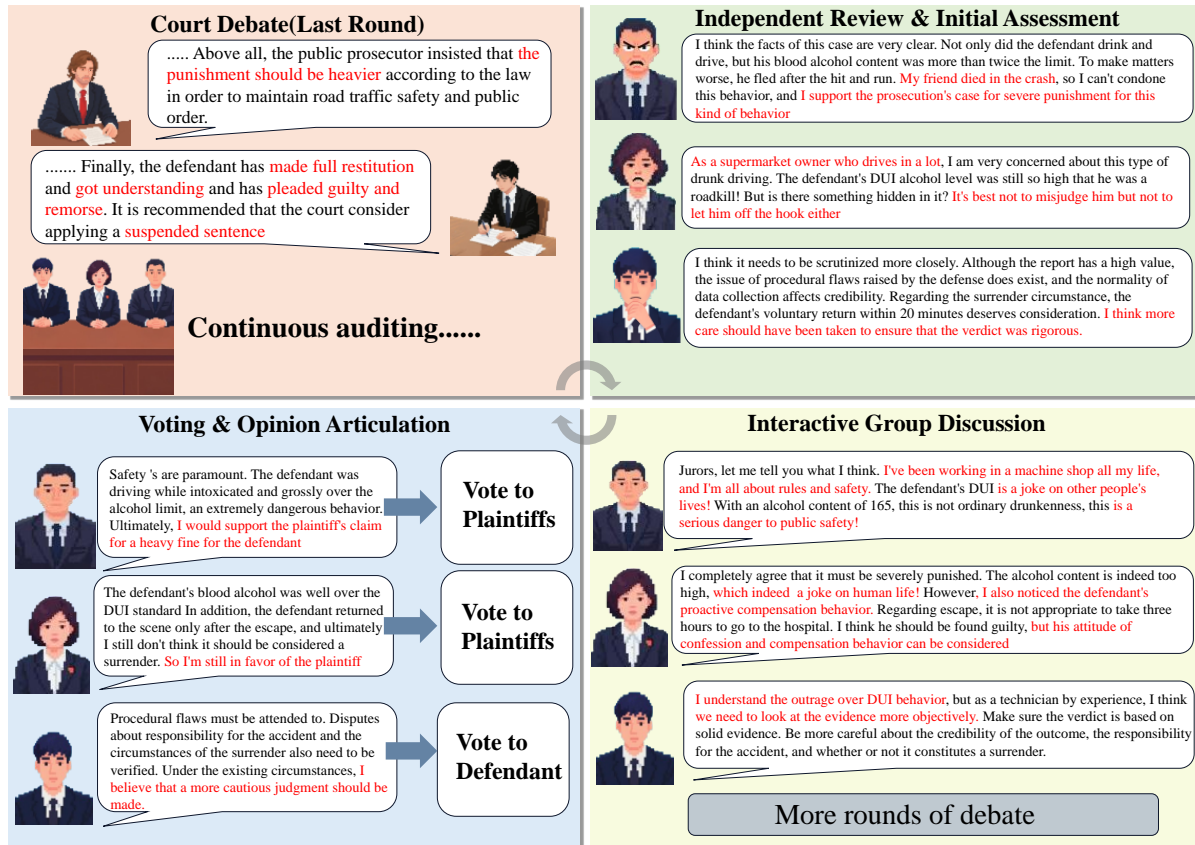 Court Debate(Last Round)
..... Above all, the public prosecutor insisted that the
punishment should be heavier according to the law
in order to maintain road traffic safety and public
order.
....... Finally, the defendant has made full restitution
and got understanding and has pleaded guilty and
remorse. It is recommended that the court consider
applying a suspended sentence
Continuous auditing......
Independent Review & Initial Assessment
I think the facts of this case are very clear. Not only did the defendant drink and
drive, but his blood alcohol content was more than twice the limit. To make matters
worse, he fled after the hit and run. My friend died in the crash, so I can't condone
this behavior, and I support the prosecution's case for severe punishment for this
kind of behavior
As a supermarket owner who drives in a lot, I am very concerned about this type of
drunk driving. The defendant's DUI alcohol level was still so high that he was a
roadkill! But is there something hidden in it? It's best not to misjudge him but not to
let him off the hook either
I think it needs to be scrutinized more closely. Although the report has a high value,
the issue of procedural flaws raised by the defense does exist, and the normality of
data collection affects credibility. Regarding the surrender circumstance, the
defendant's voluntary return within 20 minutes deserves consideration. I think more
care should have been taken to ensure that the verdict was rigorous.
Voting & Opinion Articulation
Safety 's are paramount. The defendant was
driving while intoxicated and grossly over the
alcohol limit, an extremely dangerous behavior.
Ultimately, I would support the plaintiff's claim
for a heavy fine for the defendant
Vote to
Plaintiffs
The defendant's blood alcohol was well over the
DUI standard In addition, the defendant returned
to the scene only after the escape, and ultimately
I still don't think it should be considered a
surrender. So I'm still in favor of the plaintiff
Vote to
Plaintiffs
Procedural flaws must be attended to. Disputes
about responsibility for the accident and the
circumstances of the surrender also need to be
verified. Under the existing circumstances, I
believe that a more cautious judgment should be
made.
Vote to
Defendant
Interactive Group Discussion
Jurors, let me tell you what I think. I've been working in a machine shop all my life,
and I'm all about rules and safety. The defendant's DUI is a joke on other people's
lives! With an alcohol content of 165, this is not ordinary drunkenness, this is a
serious danger to public safety!
I completely agree that it must be severely punished. The alcohol content is indeed too
high, which indeed a joke on human life! However, I also noticed the defendant's
proactive compensation behavior. Regarding escape, it is not appropriate to take three
hours to go to the hospital. I think he should be found guilty, but his attitude of
confession and compensation behavior can be considered
I understand the outrage over DUI behavior, but as a technician by experience, I think
we need to look at the evidence more objectively. Make sure the verdict is based on
solid evidence. Be more careful about the credibility of the outcome, the responsibility
for the accident, and whether or not it constitutes a surrender.
More rounds of debate